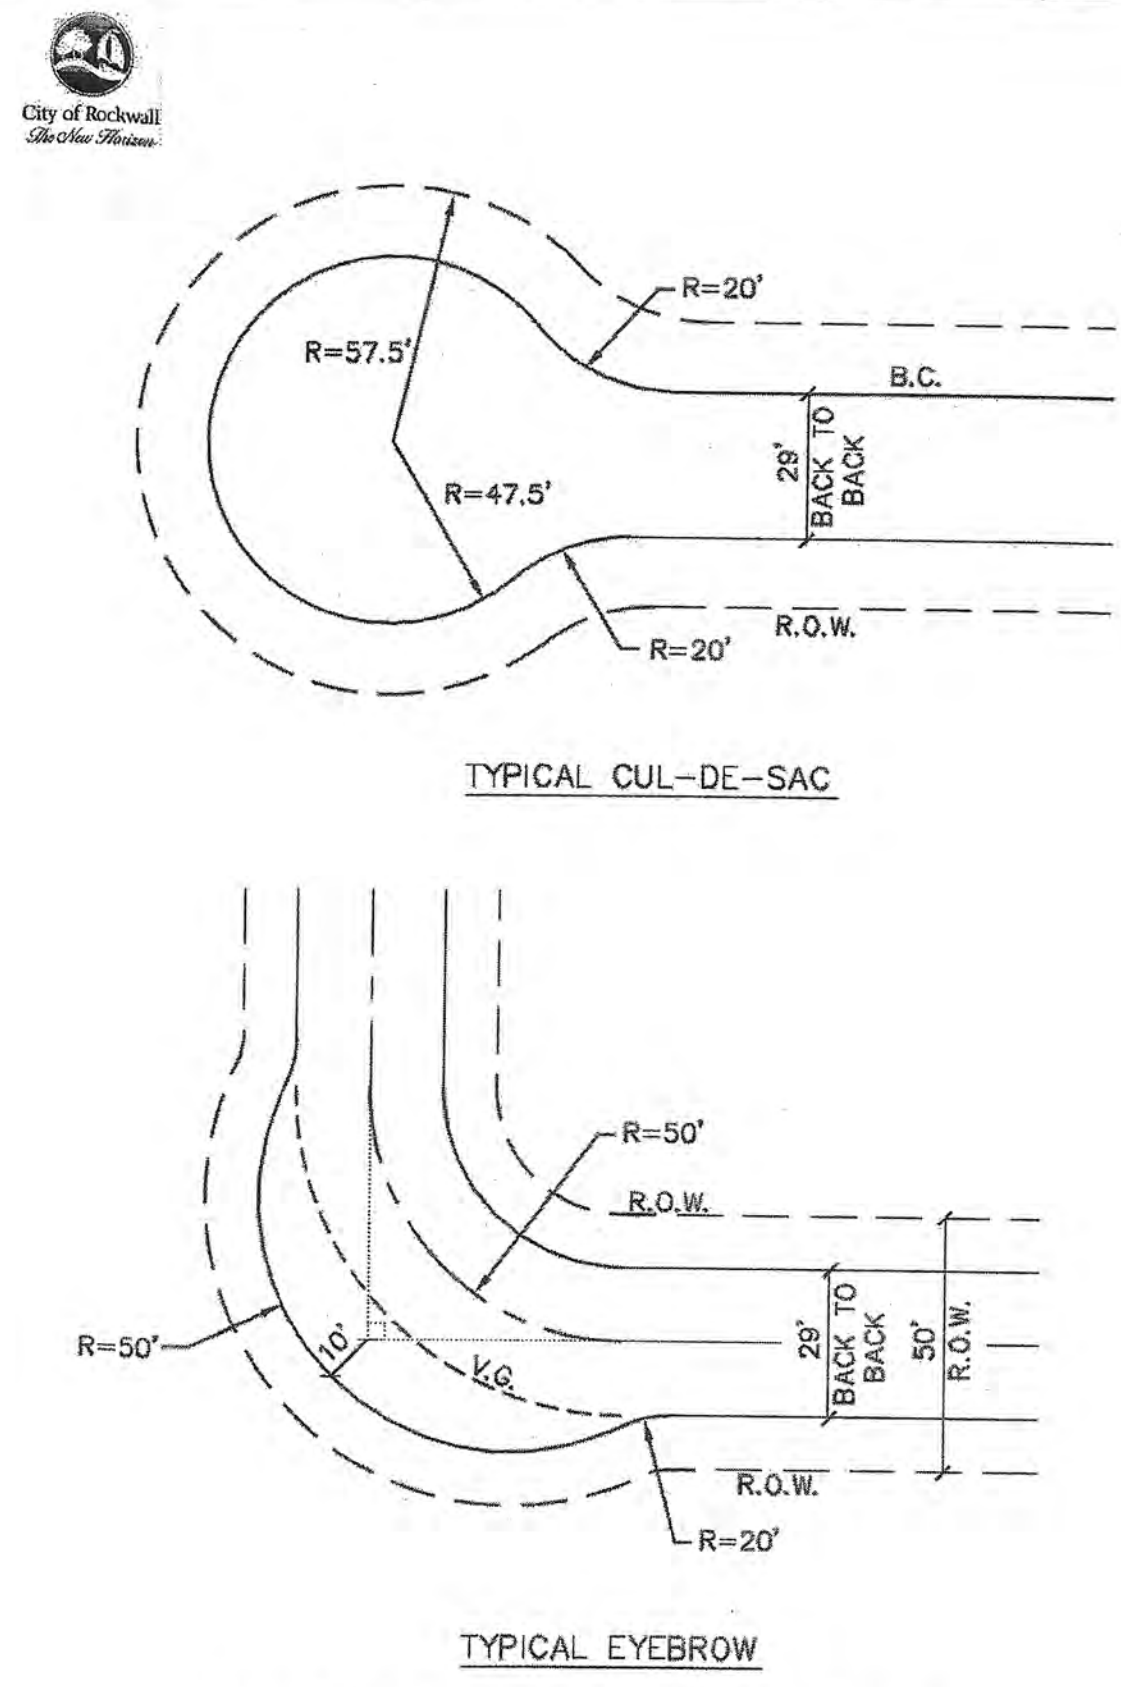 City of Rockwall
The New Horizon
R=20'
R=57.5'
B.C.
29'
BACK TO
BACK
R=47.5'
R.O.W.
R=20'
TYPICAL CUL-DE-SAC
R=50'
R.O.W.
29'
BACK TO
BACK
50'
R.O.W.
R=50'
10'
V.G.
R.O.W.
R=20'
TYPICAL EYEBROW